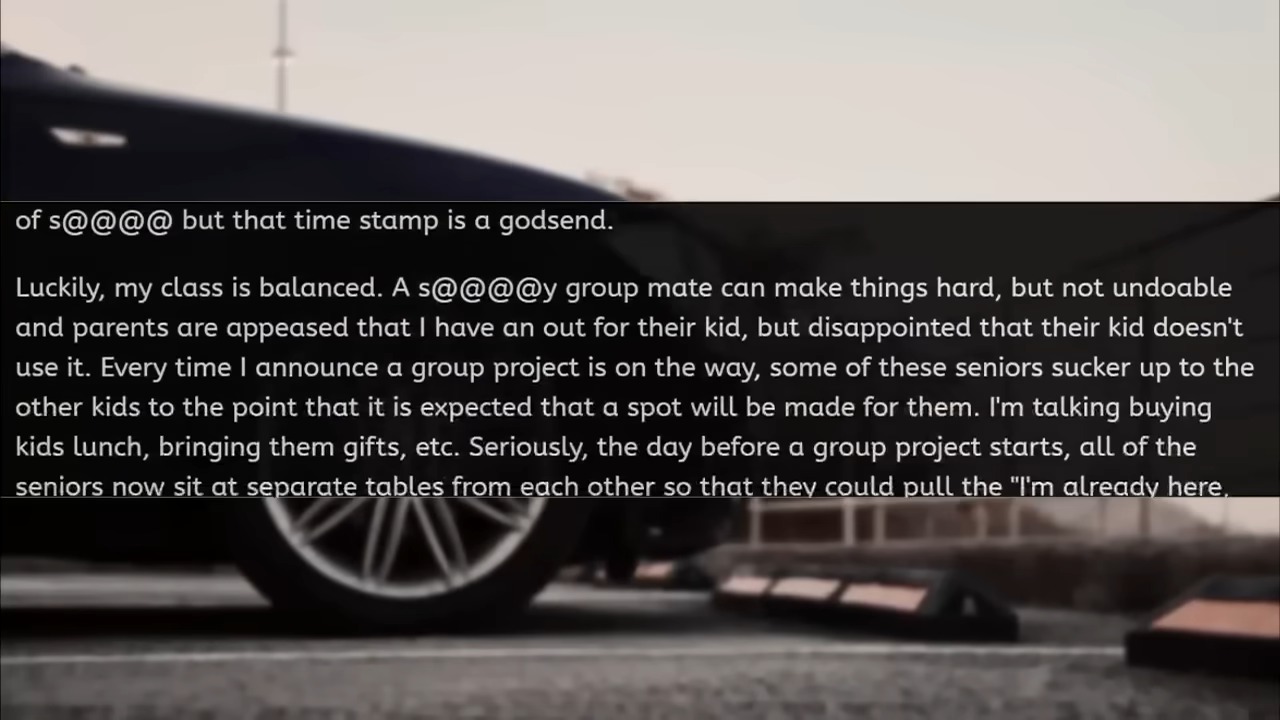 of s@@@@ but that time stamp is a godsend.
Luckily, my class is balanced. A s@@@@y group mate can make things hard, but not undoable
and parents are appeased that I have an out for their kid, but disappointed that their kid doesn't
use it. Every time I announce a group project is on the way, some of these seniors sucker up to the
other kids to the point that it is expected that a spot will be made for them. I'm talking buying
kids lunch, bringing them gifts, etc. Seriously, the day before a group project starts, all of the
seniors now sit at separate tables from each other so that they could pull the "I'm already here,